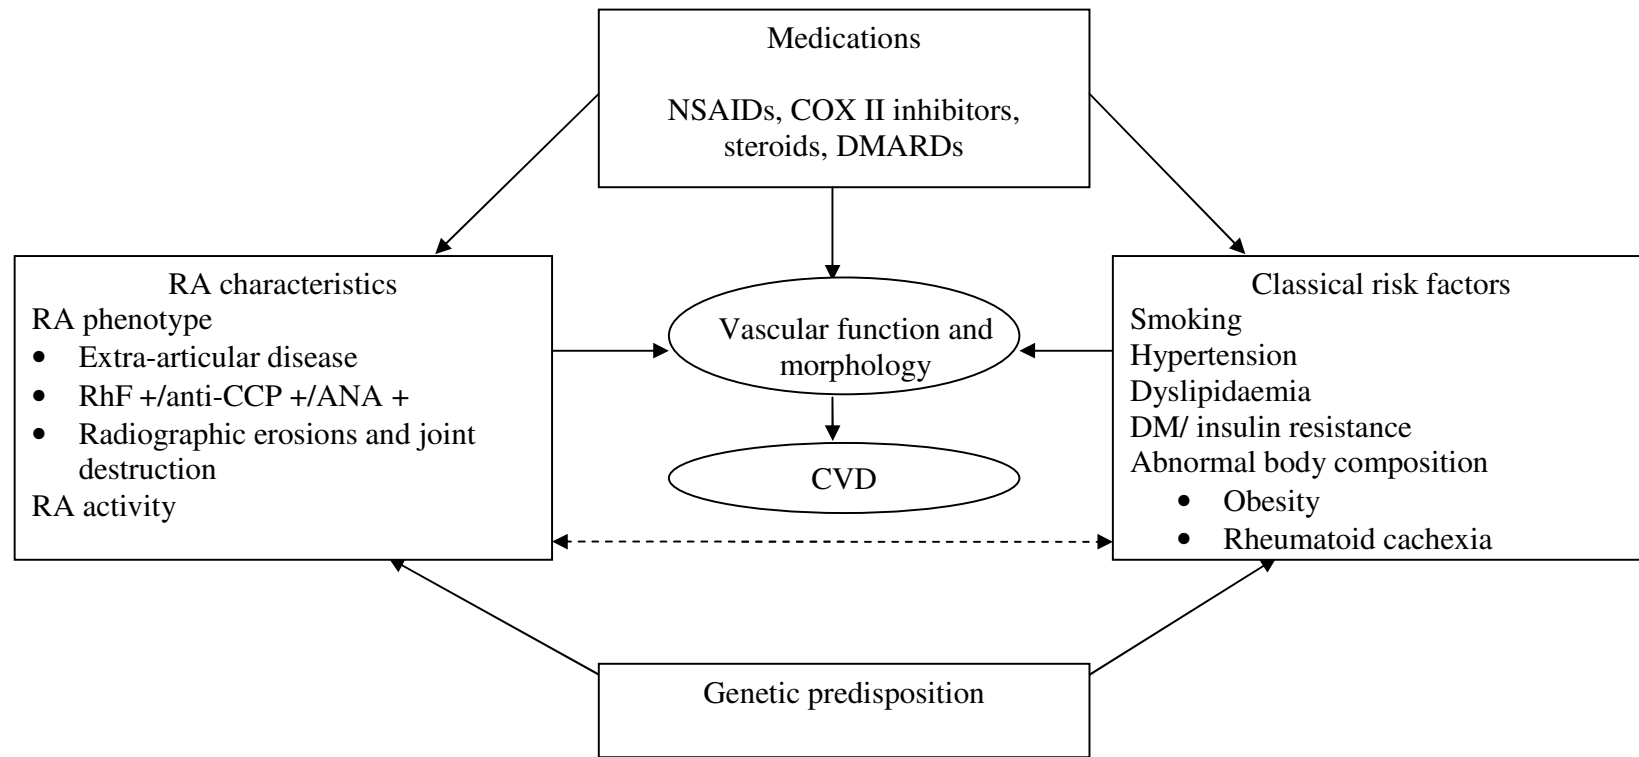 Medications
NSAIDs, COX II inhibitors,
steroids, DMARDs
RA characteristics
RA phenotype
• Extra-articular disease
• RhF +/anti-CCP +/ANA +
• Radiographic erosions and joint
destruction
RA activity
Vascular function and
morphology
CVD
Classical risk factors
Smoking
Hypertension
Dyslipidaemia
DM/ insulin resistance
Abnormal body composition
• Obesity
• Rheumatoid cachexia
Genetic predisposition